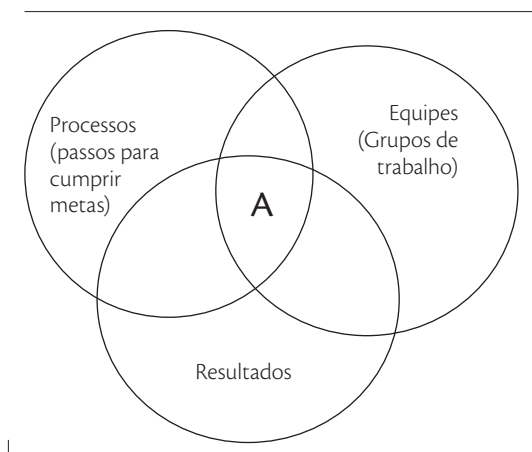 Processos
(passos para
cumprir
metas)
Equipes
(Grupos de
trabalho)
A
Resultados